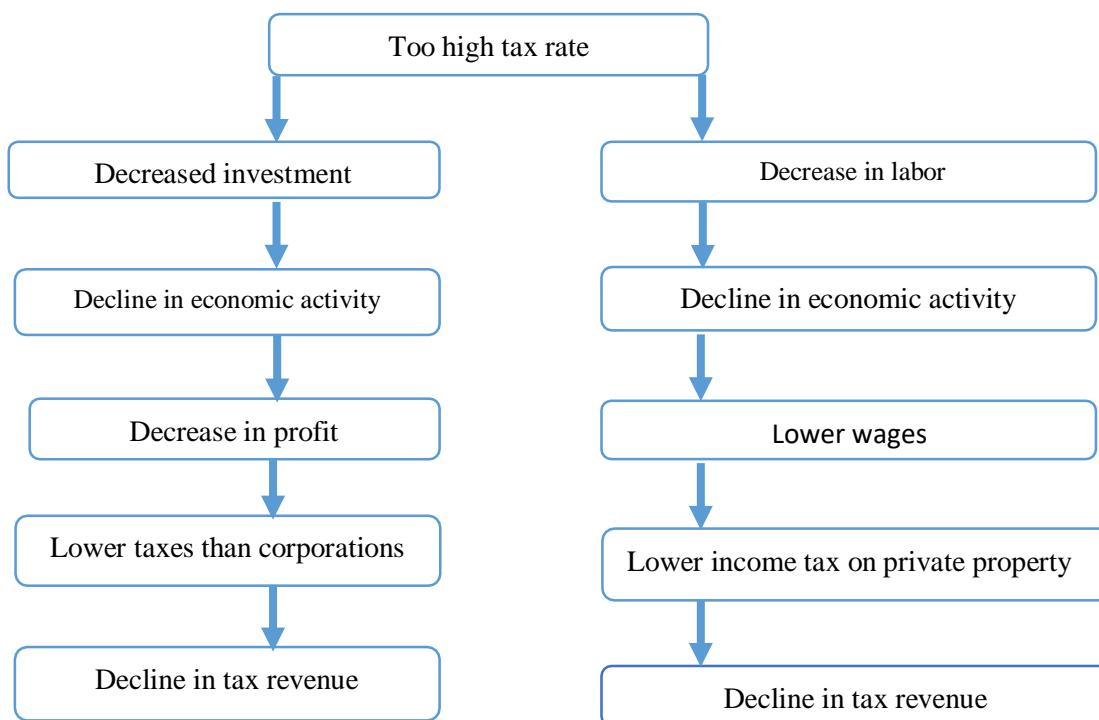 Too high tax rate
Decreased investment
Decrease in labor
Decline in economic activity
Decline in economic activity
Decrease in profit
Lower wages
Lower taxes than corporations
Lower income tax on private property
Decline in tax revenue
Decline in tax revenue